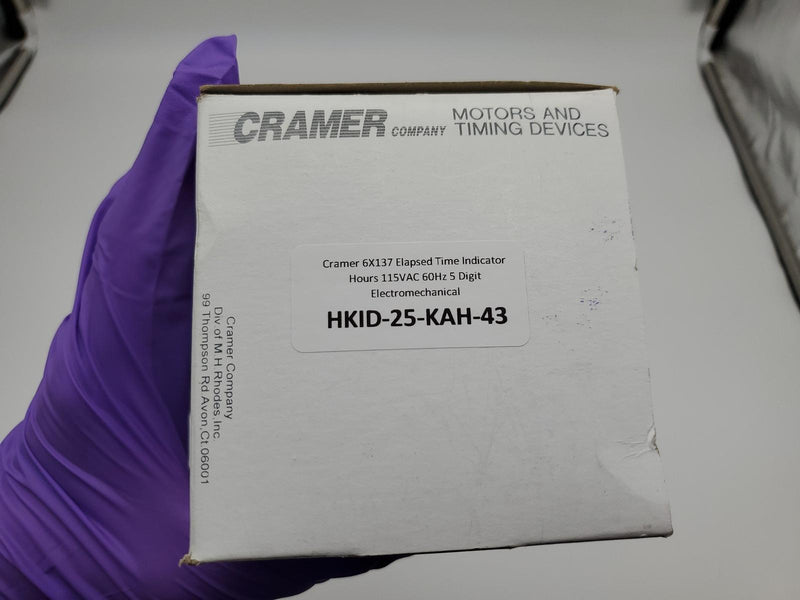 CRAMER COMPANY MOTORS AND
TIMING DEVICES
Cramer 6X137 Elapsed Time Indicator
Hours 115VAC 60Hz 5 Digit
Electromechanical
HKID-25-KAH-43
Cramer Company
Div of M.H. Rhodes, Inc.
99 Thompson Rd. Avon, Ct. 06001